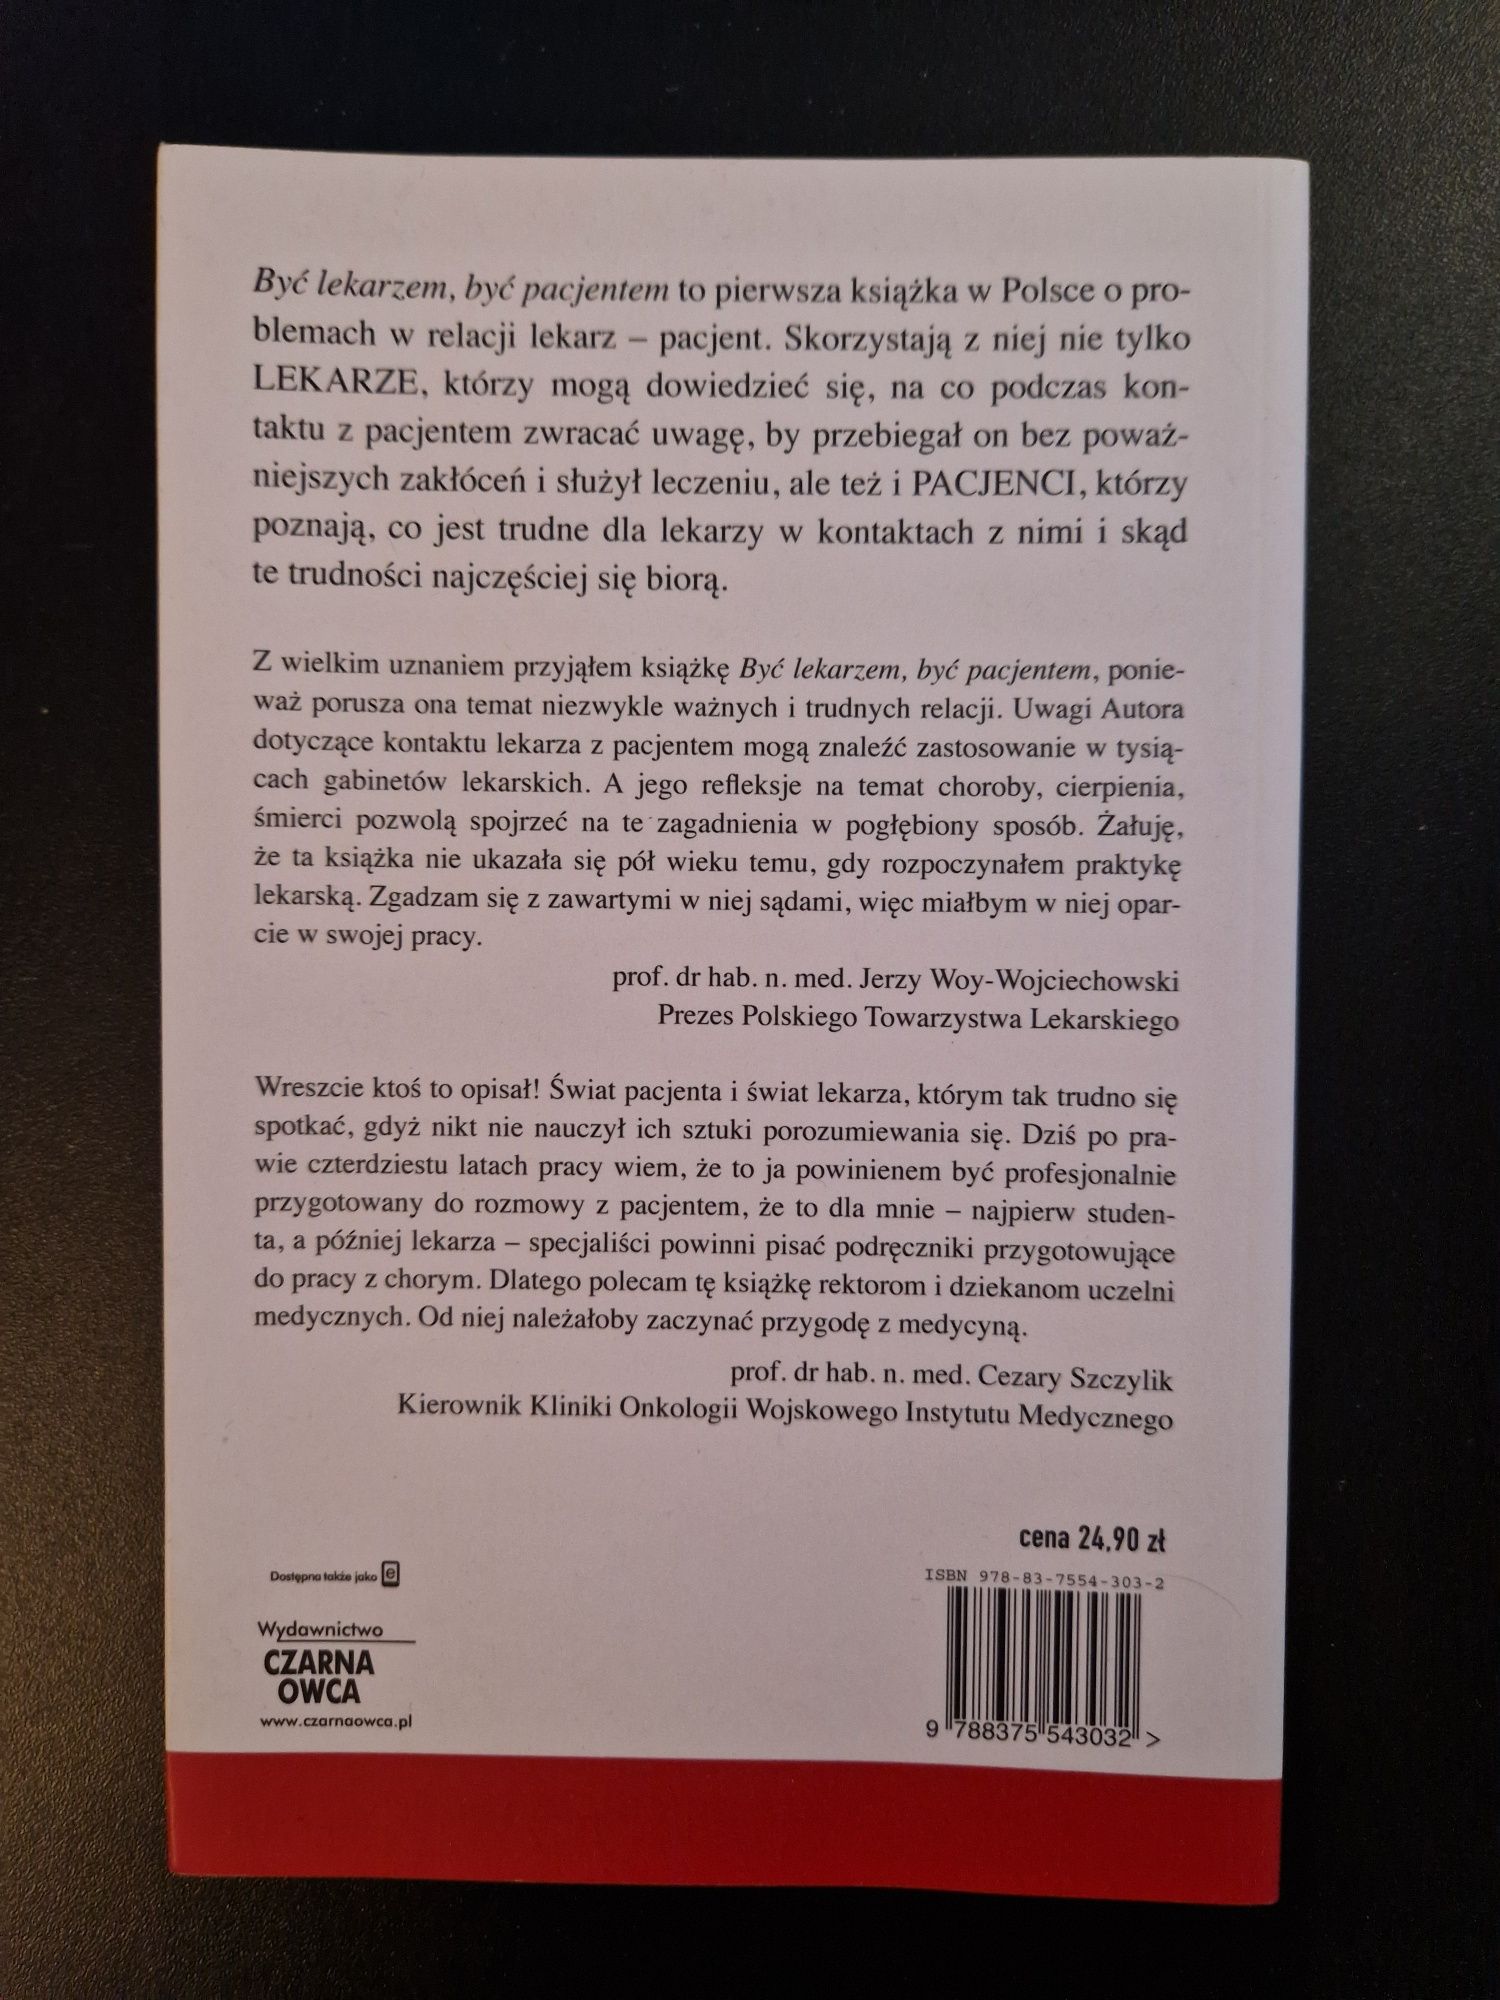 Być lekarzem, być pacjentem to pierwsza książka w Polsce o pro-
blemach w relacji lekarz – pacjent. Skorzystają z niej nie tylko
LEKARZE, którzy mogą dowiedzieć się, na co podczas kon-
taktu z pacjentem zwracać uwagę, by przebiegał on bez poważ-
niejszych zakłóceń i służył leczeniu, ale też i PACJENCI, którzy
poznają, co jest trudne dla lekarzy w kontaktach z nimi i skąd
te trudności najczęściej się biorą.
Z wielkim uznaniem przyjąłem książkę Być lekarzem, być pacjentem, ponie-
waż porusza ona temat niezwykle ważnych i trudnych relacji. Uwagi Autora
dotyczące kontaktu lekarza z pacjentem mogą znaleźć zastosowanie w tysią-
cach gabinetów lekarskich. A jego refleksje na temat choroby, cierpienia,
śmierci pozwolą spojrzeć na te zagadnienia w pogłębiony sposób. Żałuję,
że ta książka nie ukazała się pół wieku temu, gdy rozpoczynałem praktykę
lekarską. Zgadzam się z zawartymi w niej sądami, więc miałbym w niej opar-
cie w swojej pracy.
prof. dr hab. n. med. Jerzy Woy-Wojciechowski
Prezes Polskiego Towarzystwa Lekarskiego
Wreszcie ktoś to opisał! Świat pacjenta i świat lekarza, którym tak trudno się
spotkać, gdyż nikt nie nauczył ich sztuki porozumiewania się. Dziś po pra-
wie czterdziestu latach pracy wiem, że to ja powinienem być profesjonalnie
przygotowany do rozmowy z pacjentem, że to dla mnie – najpierw studen-
ta, a później lekarza – specjaliści powinni pisać podręczniki przygotowujące
do pracy z chorym. Dlatego polecam tę książkę rektorom i dziekanom uczelni
medycznych. Od niej należałoby zaczynać przygodę z medycyną.
prof. dr hab. n. med. Cezary Szczylik
Kierownik Kliniki Onkologii Wojskowego Instytutu Medycznego
cena 24,90 zł
ISBN 978-83-7554-303-2
9 788375 543032 >
Dostępna także jako e
Wydawnictwo
CZARNA
OWCA
www.czarnaowca.pl